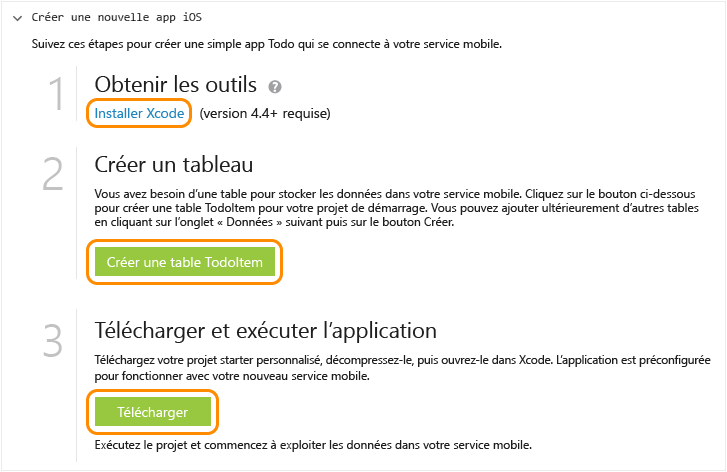 Créer une nouvelle app iOS
Suivez ces étapes pour créer une simple app Todo qui se connecte à votre service mobile.
1
Obtenir les outils ?
Installer Xcode (version 4.4+ requise)
2
Créer un tableau
Vous avez besoin d'une table pour stocker les données dans votre service mobile. Cliquez sur le bouton ci-dessous
pour créer une table TodoItem pour votre projet de démarrage. Vous pouvez ajouter ultérieurement d'autres tables
en cliquant sur l'onglet « Données » suivant puis sur le bouton Créer.
Créer une table TodoItem
3
Télécharger et exécuter l'application
Téléchargez votre projet starter personnalisé, décompressez-le, puis ouvrez-le dans Xcode. L'application est préconfigurée
pour fonctionner avec votre nouveau service mobile.
Télécharger
Exécutez le projet et commencez à exploiter les données dans votre service mobile.